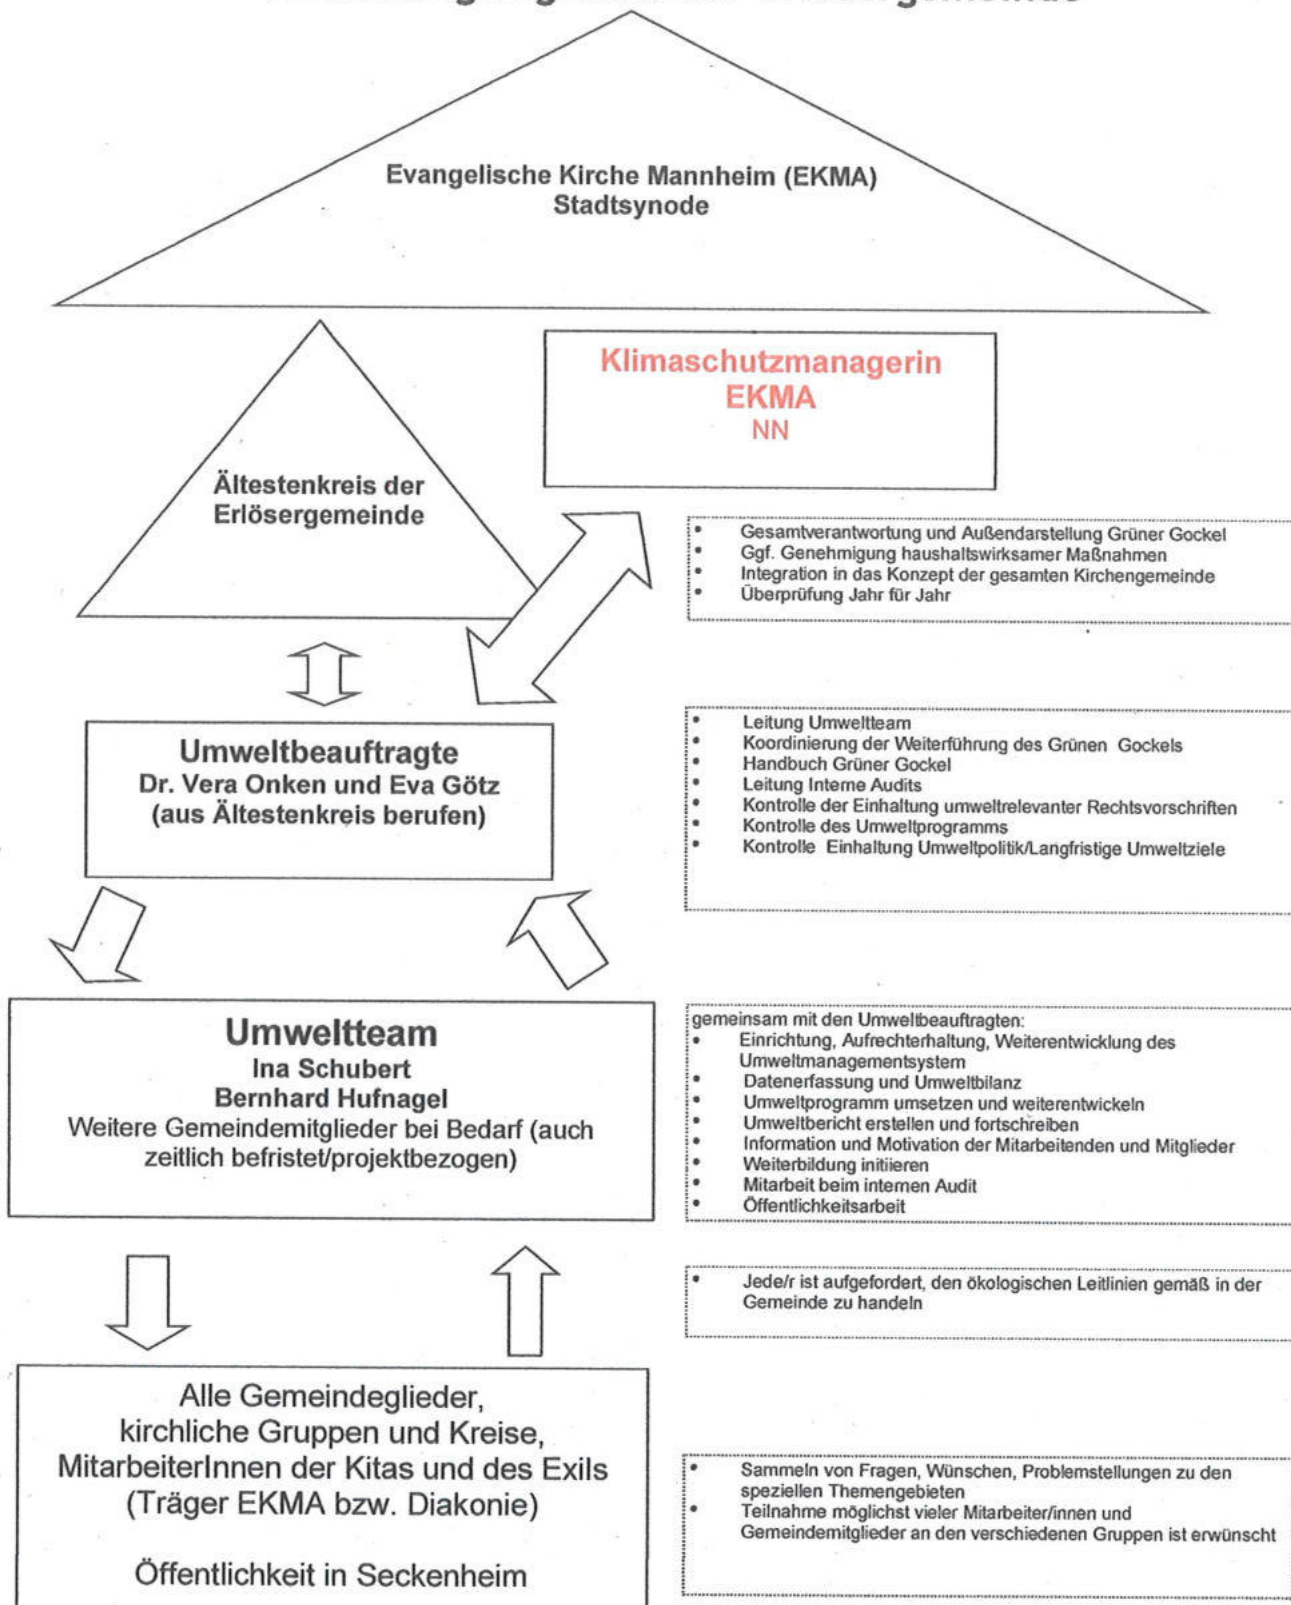 Evangelische Kirche Mannheim (EKMA)
Stadtsynode
Klimaschutzmanagerin
EKMA
NN
Ältestenkreis der
Erlösergemeinde
• Gesamtverantwortung und Außendarstellung Grüner Gockel
• Ggf. Genehmigung haushaltswirksamer Maßnahmen
• Integration in das Konzept der gesamten Kirchengemeinde
• Überprüfung Jahr für Jahr
Umweltbeauftragte
Dr. Vera Onken und Eva Götz
(aus Ältestenkreis berufen)
• Leitung Umweltteam
• Koordinierung der Weiterführung des Grünen Gockels
• Handbuch Grüner Gockel
• Leitung Interne Audits
• Kontrolle der Einhaltung umweltrelevanter Rechtsvorschriften
• Kontrolle des Umweltprogramms
• Kontrolle Einhaltung Umweltpolitik/Langfristige Umweltziele
Umweltteam
Ina Schubert
Bernhard Hufnagel
Weitere Gemeindemitglieder bei Bedarf (auch
zeitlich befristet/projektbezogen)
gemeinsam mit den Umweltbeauftragten:
• Einrichtung, Aufrechterhaltung, Weiterentwicklung des
Umweltmanagementsystem
• Datenerfassung und Umweltbilanz
• Umweltprogramm umsetzen und weiterentwickeln
• Umweltbericht erstellen und fortschreiben
• Information und Motivation der Mitarbeitenden und Mitglieder
• Weiterbildung initiieren
• Mitarbeit beim internen Audit
• Öffentlichkeitsarbeit
• Jede/r ist aufgefordert, den ökologischen Leitlinien gemäß in der
Gemeinde zu handeln
Alle Gemeindeglieder,
kirchliche Gruppen und Kreise,
MitarbeiterInnen der Kitas und des Exils
(Träger EKMA bzw. Diakonie)
Öffentlichkeit in Seckenheim
• Sammeln von Fragen, Wünschen, Problemstellungen zu den
speziellen Themengebieten
• Teilnahme möglichst vieler Mitarbeiter/innen und
Gemeindemitglieder an den verschiedenen Gruppen ist erwünscht